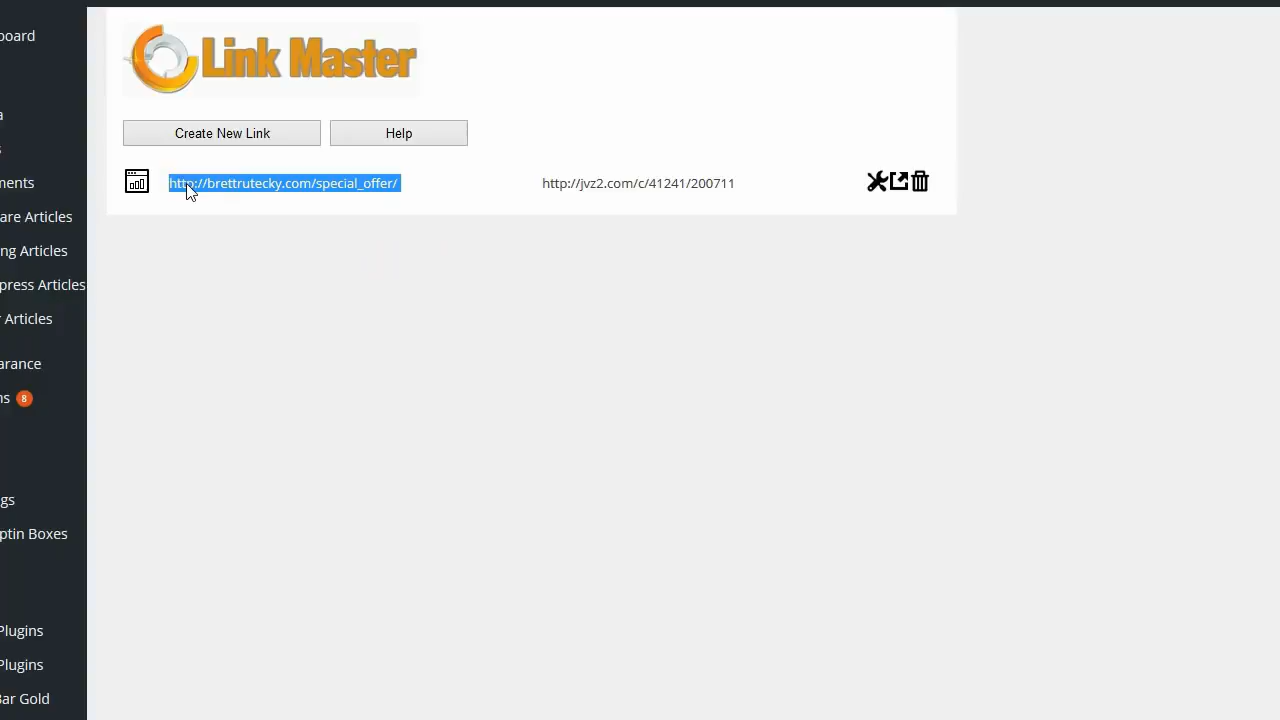 board
a
s
ments
are Articles
ng Articles
press Articles
r Articles
arance
ns 8
gs
ptin Boxes
Plugins
Plugins
Bar Gold
Link Master
Create New Link Help
http://brettrutecky.com/special_offer/ http://jvz2.com/c/41241/200711